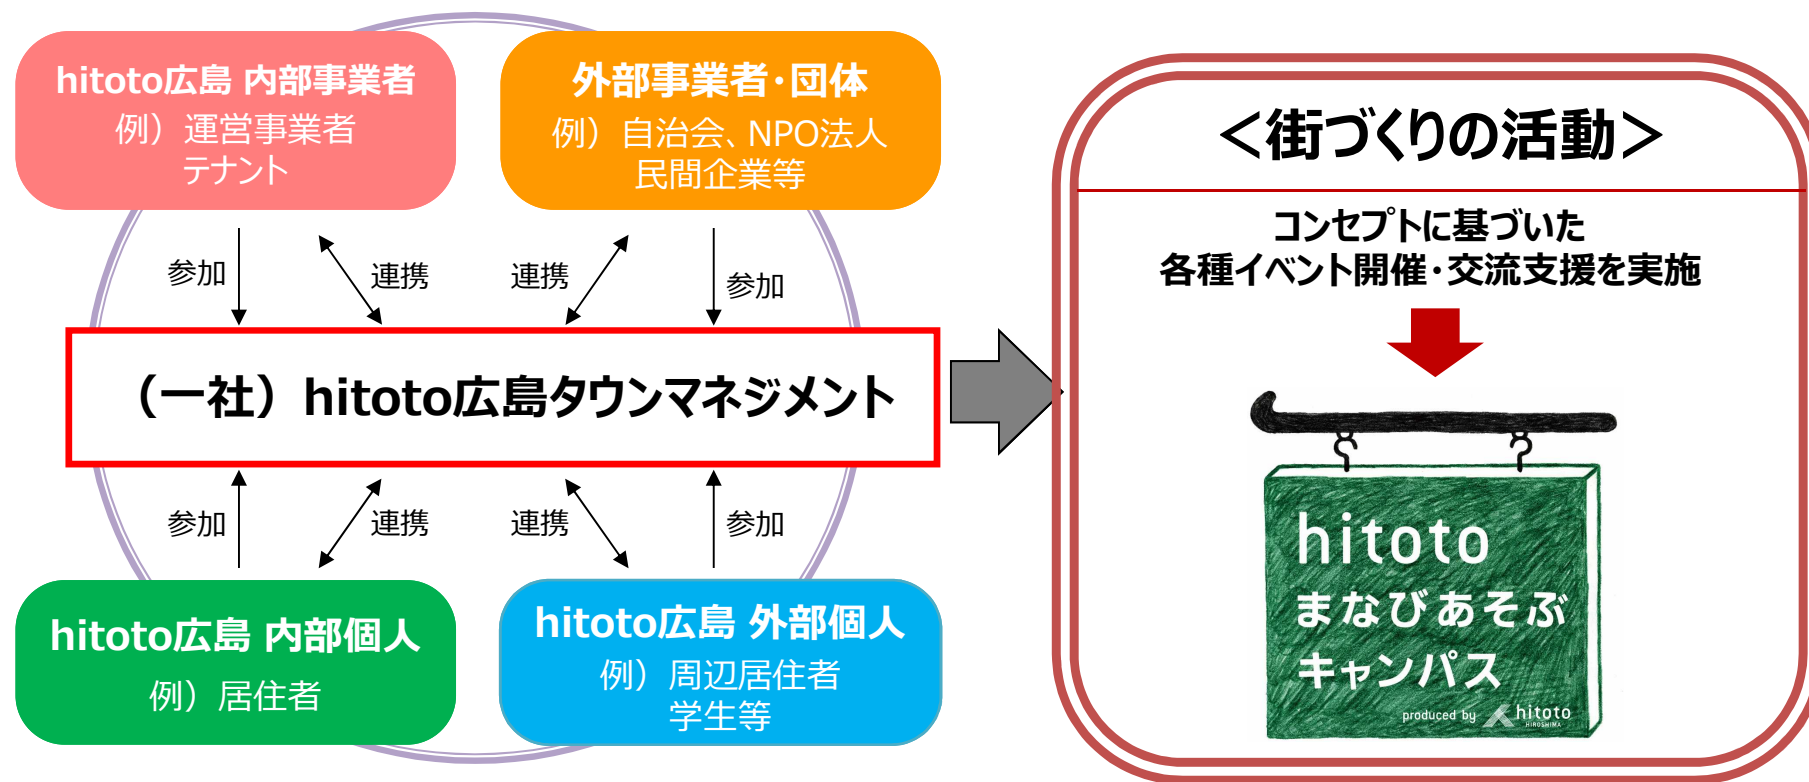 hitoto広島 内部事業者
例）運営事業者
テナント
外部事業者・団体
例）自治会、NPO法人
民間企業等
参加
連携
連携
参加
（一社）hitoto広島タウンマネジメント
参加
連携
連携
参加
hitoto広島 内部個人
例）居住者
hitoto広島 外部個人
例）周辺居住者
学生等
＜街づくりの活動＞
コンセプトに基づいた
各種イベント開催・交流支援を実施
hitoto
まなびあそぶ
キャンパス
produced by hitoto
HIROSHIMA